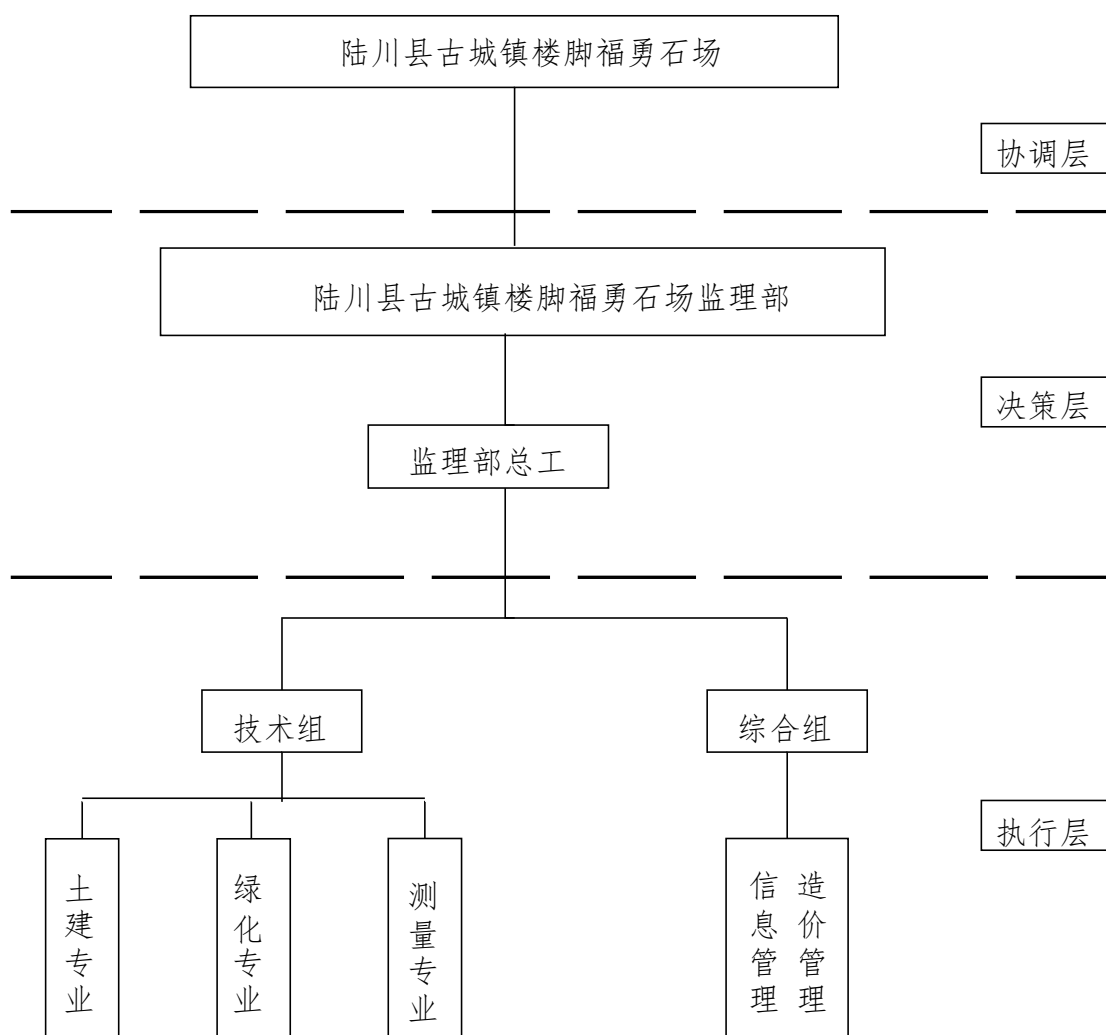 陆川县古城镇楼脚福勇石场
协调层
陆川县古城镇楼脚福勇石场监理部
决策层
监理部总工
技术组
综合组
执行层
土建专业
绿化专业
测量专业
信息管理
造价管理